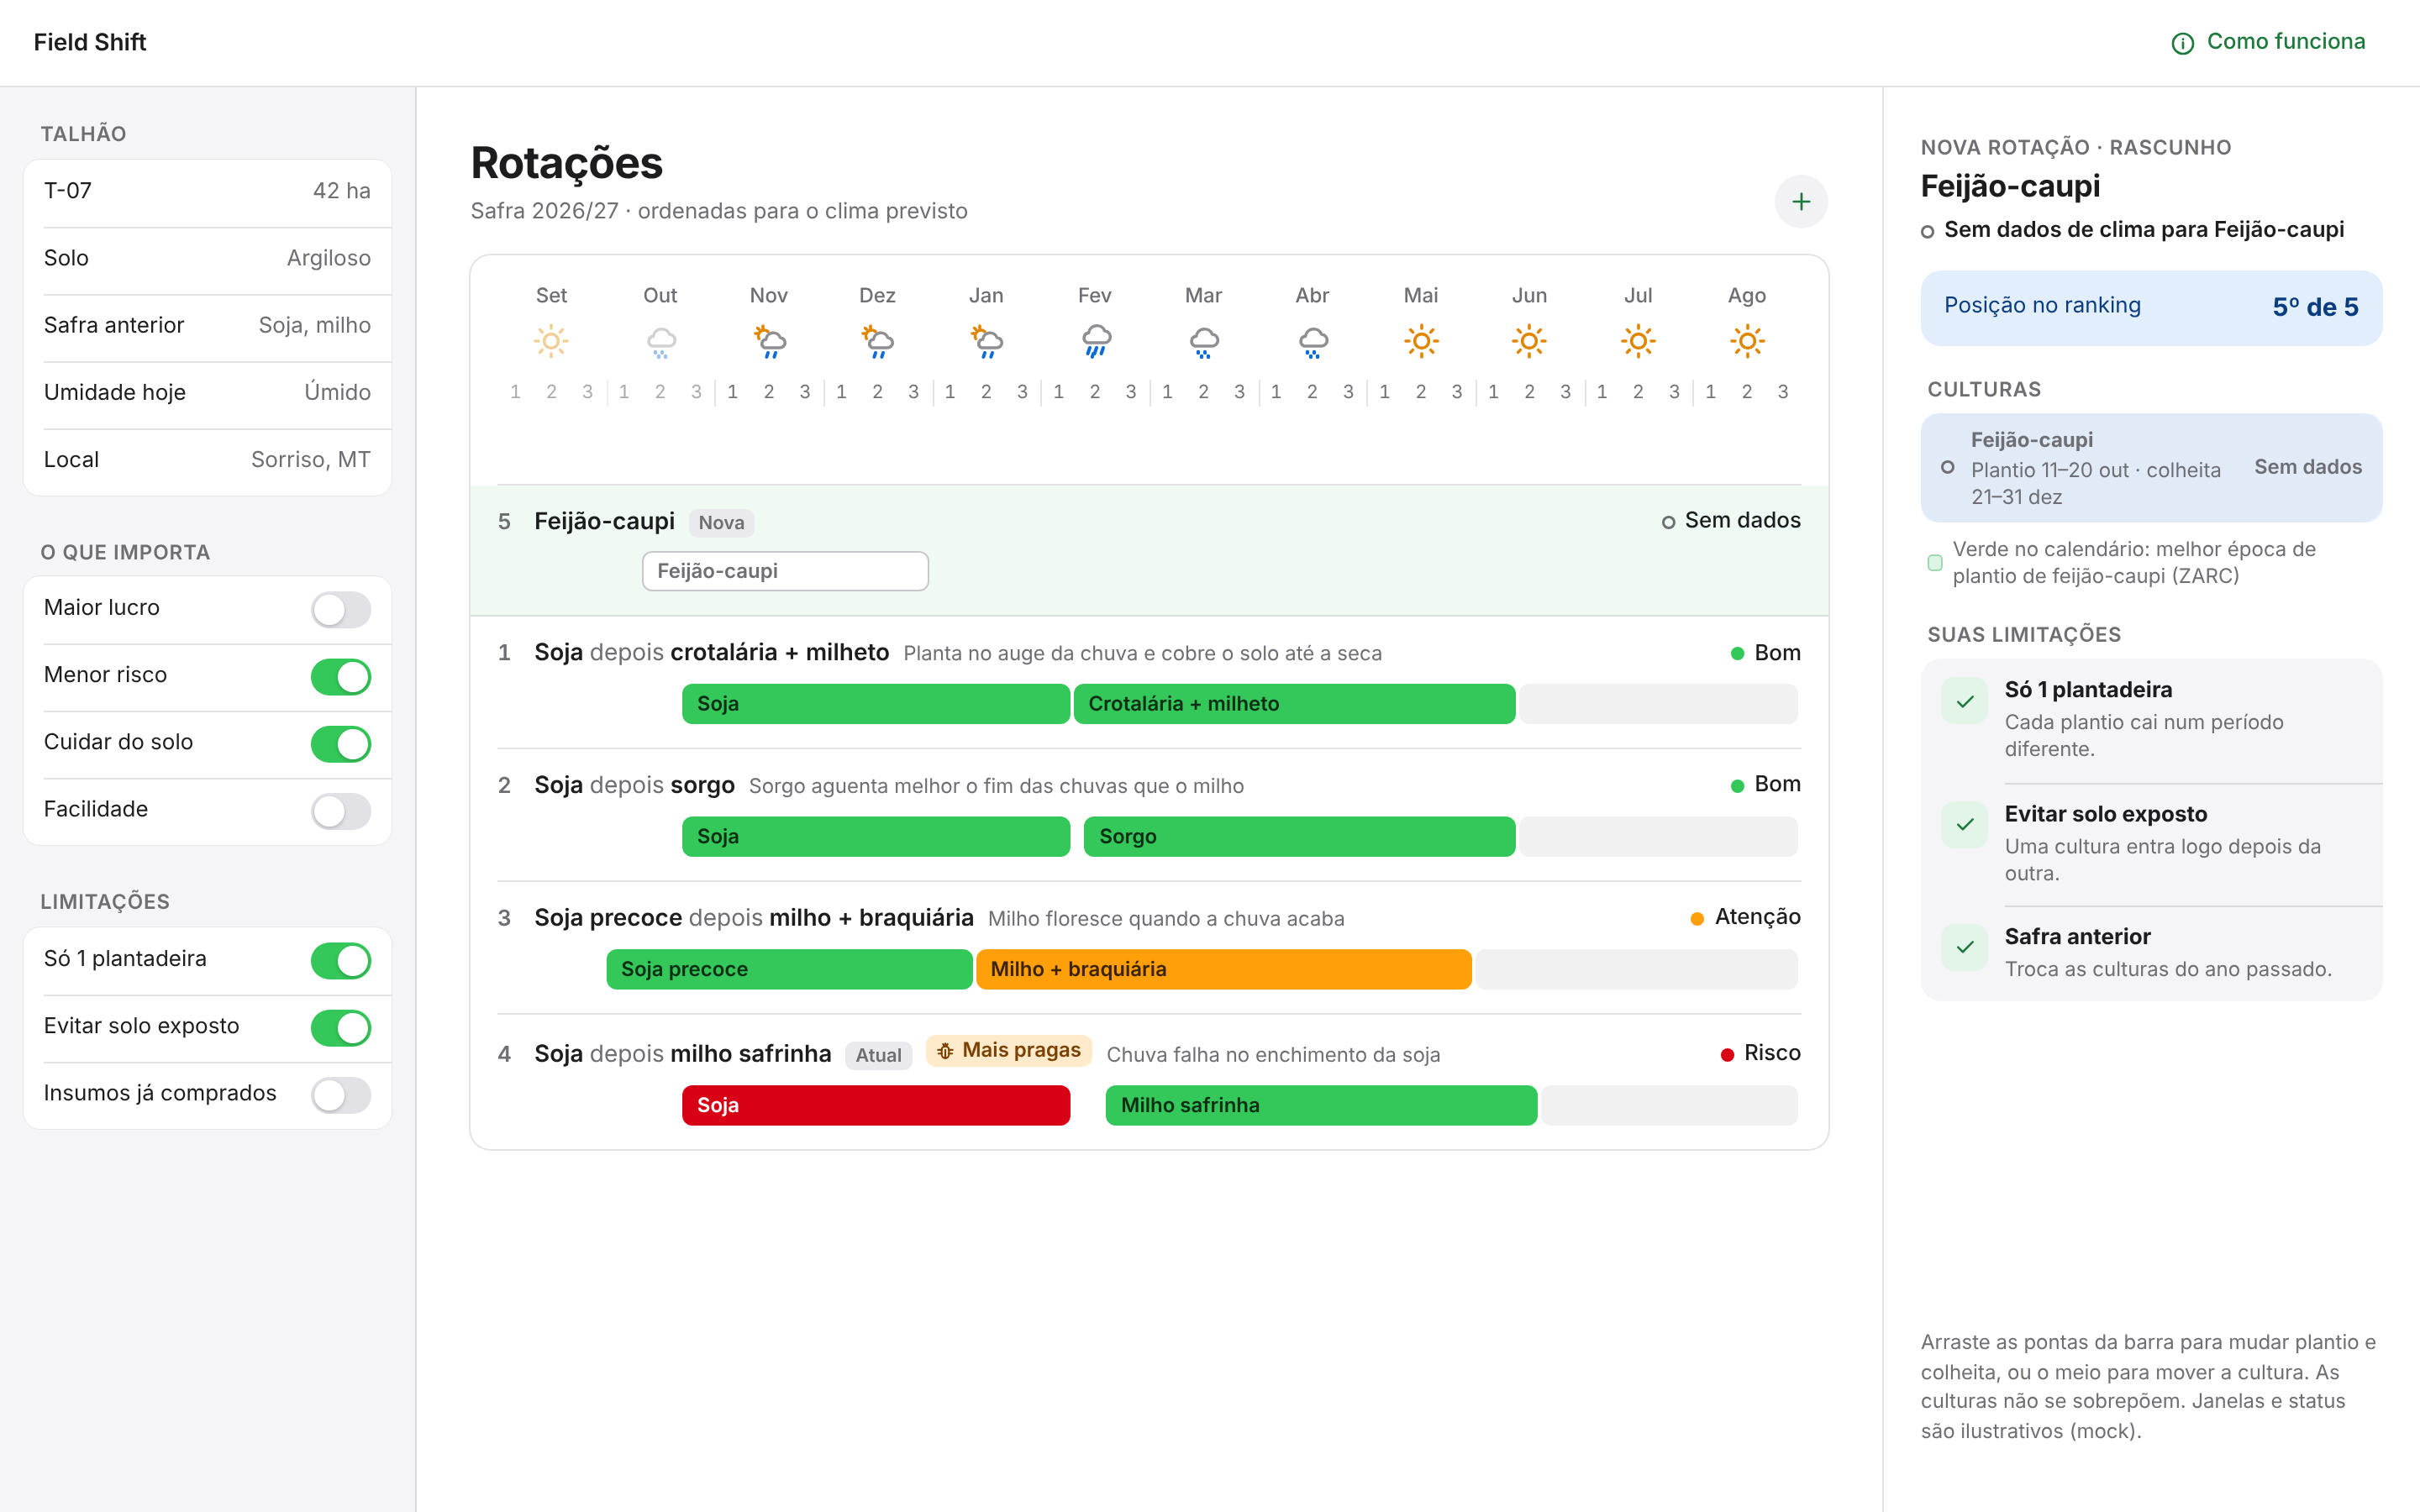 Field Shift
Como funciona
TALHÃO
T-07 42 ha
Solo Argiloso
Safra anterior Soja, milho
Umidade hoje Úmido
Local Sorriso, MT
O QUE IMPORTA
Maior lucro
Menor risco
Cuidar do solo
Facilidade
LIMITAÇÕES
Só 1 plantadeira
Evitar solo exposto
Insumos já comprados
Rotações
Safra 2026/27 · ordenadas para o clima previsto
+
Set Out Nov Dez Jan Fev Mar Abr Mai Jun Jul Ago
1 2 3 1 2 3 1 2 3 1 2 3 1 2 3 1 2 3 1 2 3 1 2 3 1 2 3 1 2 3 1 2 3 1 2 3
5 Feijão-caupi Nova Sem dados
Feijão-caupi
1 Soja depois crotalária + milheto Planta no auge da chuva e cobre o solo até a seca Bom
Soja Crotalária + milheto
2 Soja depois sorgo Sorgo aguenta melhor o fim das chuvas que o milho Bom
Soja Sorgo
3 Soja precoce depois milho + braquiária Milho floresce quando a chuva acaba Atenção
Soja precoce Milho + braquiária
4 Soja depois milho safrinha Atual Mais pragas Chuva falha no enchimento da soja Risco
Soja Milho safrinha
NOVA ROTAÇÃO · RASCUNHO
Feijão-caupi
Sem dados de clima para Feijão-caupi
Posição no ranking 5º de 5
CULTURAS
Feijão-caupi
Plantio 11–20 out · colheita
21–31 dez
Sem dados
Verde no calendário: melhor época de
plantio de feijão-caupi (ZARC)
SUAS LIMITAÇÕES
Só 1 plantadeira
Cada plantio cai num período
diferente.
Evitar solo exposto
Uma cultura entra logo depois da
outra.
Safra anterior
Troca as culturas do ano passado.
Arraste as pontas da barra para mudar plantio e
colheita, ou o meio para mover a cultura. As
culturas não se sobrepõem. Janelas e status
são ilustrativos (mock).